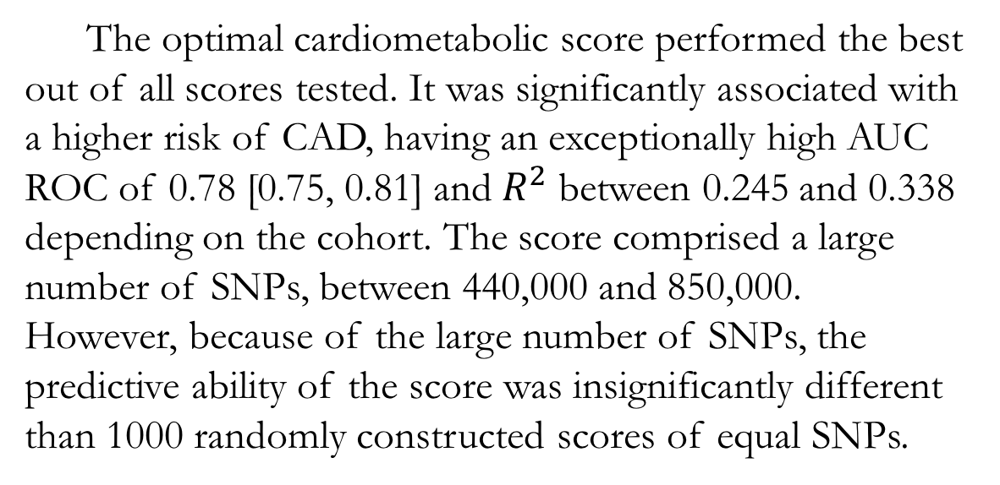 The optimal cardiometabolic score performed the best
out of all scores tested. It was significantly associated with
a higher risk of CAD, having an exceptionally high AUC
ROC of 0.78 [0.75, 0.81] and R² between 0.245 and 0.338
depending on the cohort. The score comprised a large
number of SNPs, between 440,000 and 850,000.
However, because of the large number of SNPs, the
predictive ability of the score was insignificantly different
than 1000 randomly constructed scores of equal SNPs.